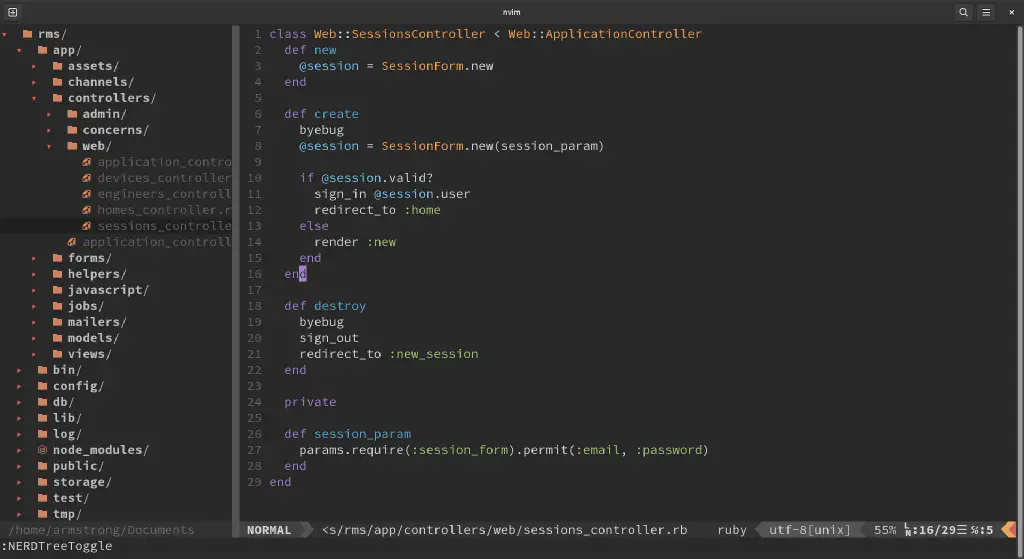 nvim
rms/
app/
assets/
channels/
controllers/
admin/
concerns/
web/
application_contro
devices_controller
engineers_controll
homes_controller.r
sessions_controlle
application_controll
forms/
helpers/
javascript/
jobs/
mailers/
models/
views/
bin/
config/
db/
lib/
log/
node_modules/
public/
storage/
test/
tmp/
/home/armstrong/Documents
1 class Web::SessionsController < Web::ApplicationController
2 def new
3 @session = SessionForm.new
4 end
5
6 def create
7 byebug
8 @session = SessionForm.new(session_param)
9
10 if @session.valid?
11 sign_in @session.user
12 redirect_to :home
13 else
14 render :new
15 end
16 end
17
18 def destroy
19 byebug
20 sign_out
21 redirect_to :new_session
22 end
23
24 private
25
26 def session_param
27 params.require(:session_form).permit(:email, :password)
28 end
29 end
NORMAL <s/rms/app/controllers/web/sessions_controller.rb ruby utf-8[unix] 55% LN:16/29☰ ℅:5
:NERDTreeToggle